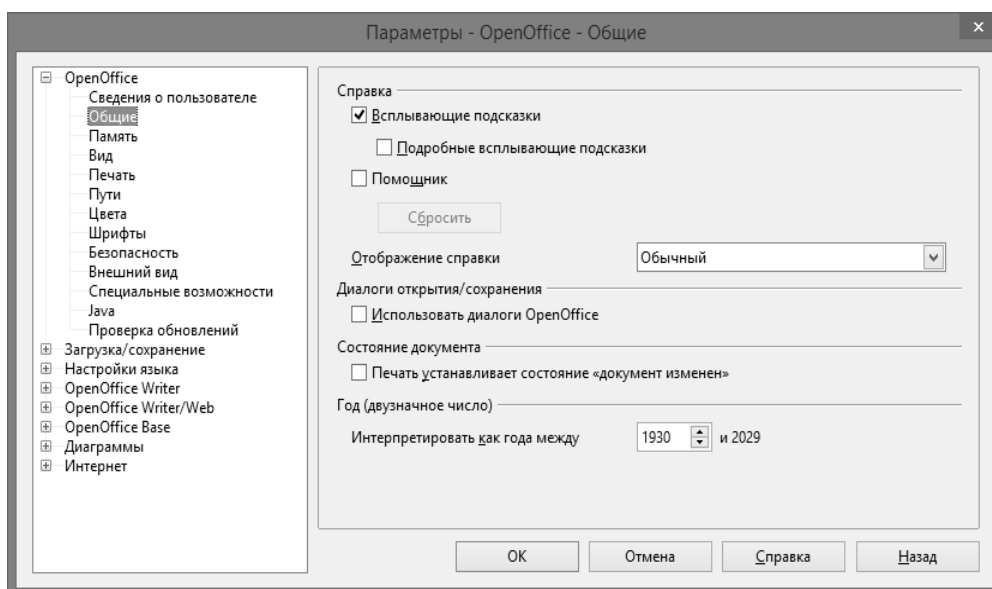 Параметры - OpenOffice - Общие
OpenOffice
Сведения о пользователе
Общие
Память
Вид
Печать
Пути
Цвета
Шрифты
Безопасность
Внешний вид
Специальные возможности
Java
Проверка обновлений
Загрузка/сохранение
Настройки языка
OpenOffice Writer
OpenOffice Writer/Web
OpenOffice Base
Диаграммы
Интернет
Справка
Всплывающие подсказки
Подробные всплывающие подсказки
Помощник
Сбросить
Отображение справки Обычный
Диалоги открытия/сохранения
Использовать диалоги OpenOffice
Состояние документа
Печать устанавливает состояние «документ изменен»
Год (двузначное число)
Интерпретировать как года между 1930 и 2029
ОК Отмена Справка Назад